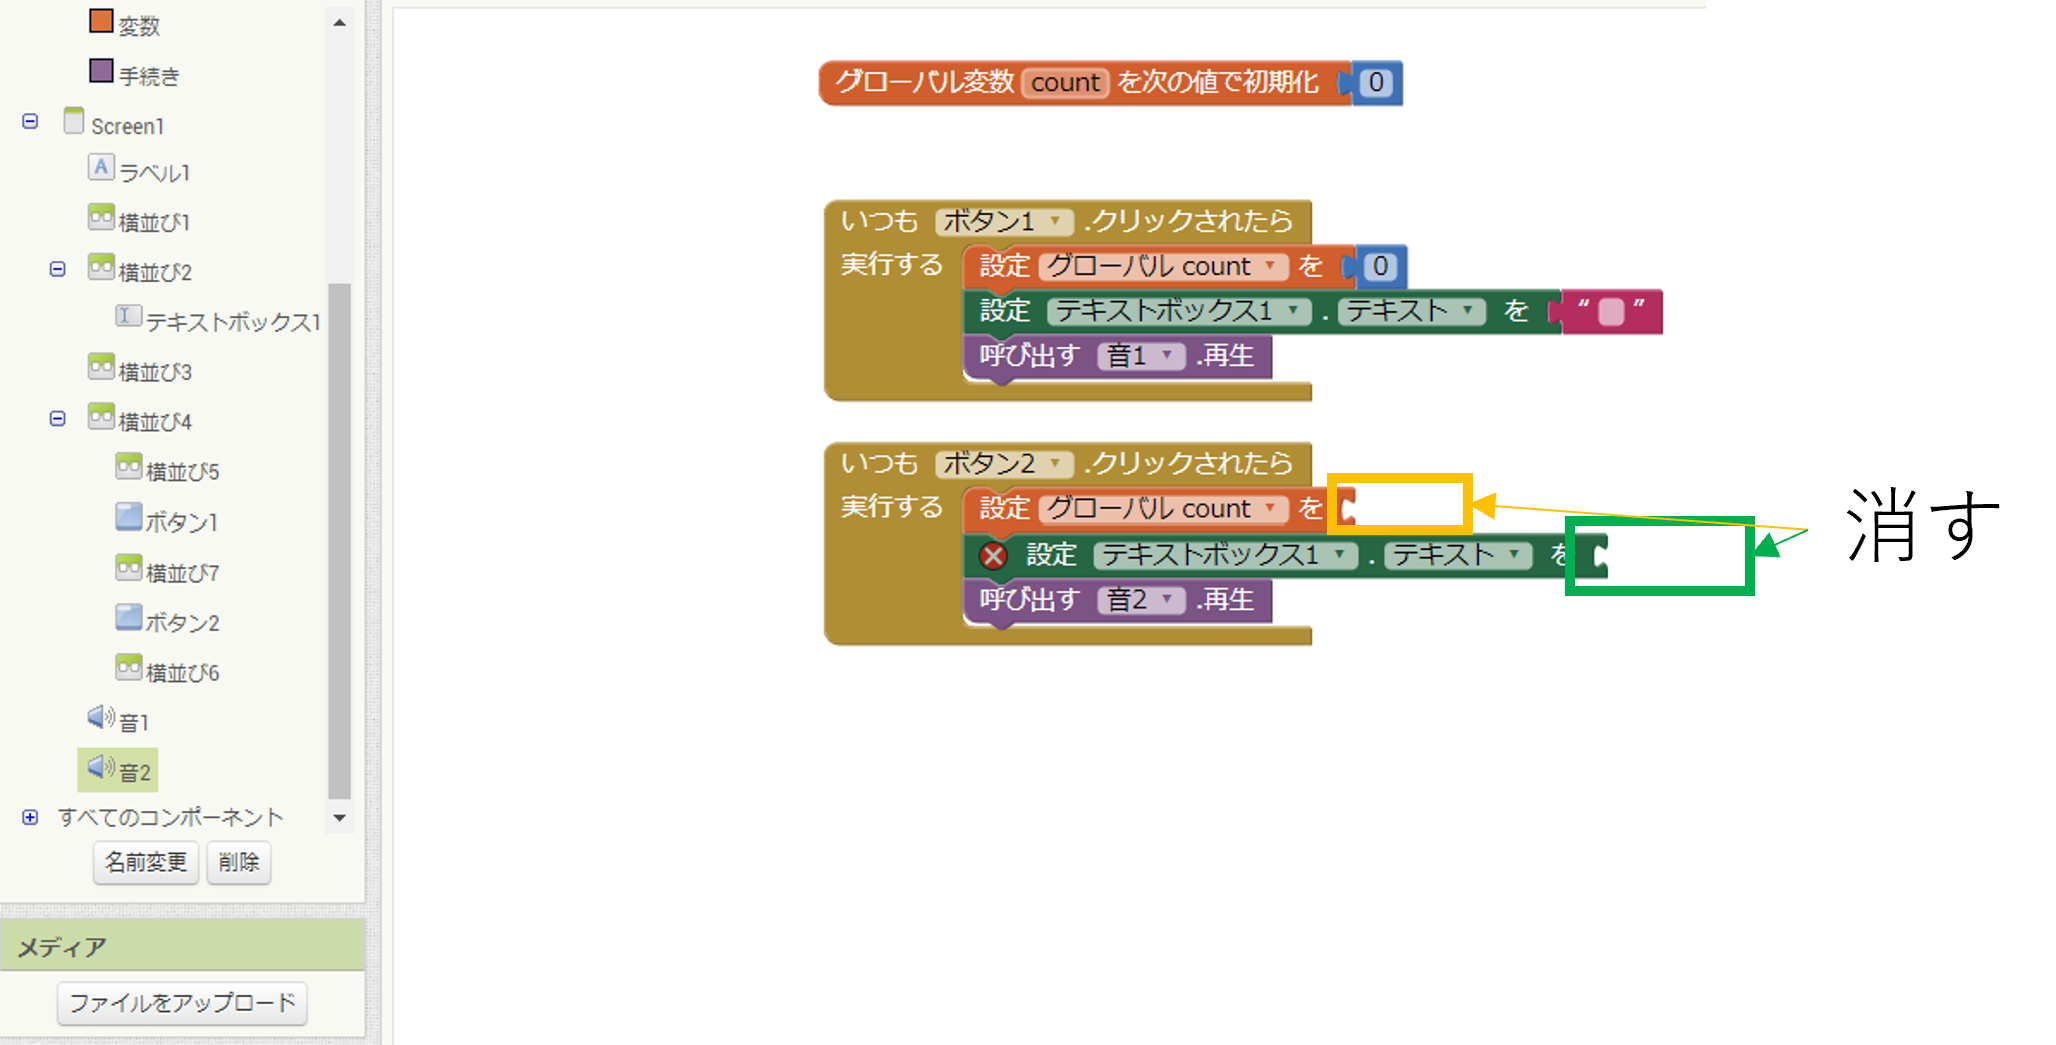 変数
手続き
Screen1
ラベル1
横並び1
横並び2
テキストボックス1
横並び3
横並び4
横並び5
ボタン1
横並び7
ボタン2
横並び6
音1
音2
すべてのコンポーネント
名前変更 削除
メディア
ファイルをアップロード
グローバル変数 count を次の値で初期化 0
いつも ボタン1 .クリックされたら
実行する 設定 グローバル count を 0
設定 テキストボックス1 . テキスト を “ ”
呼び出す 音1 .再生
いつも ボタン2 .クリックされたら
実行する 設定 グローバル count を
設定 テキストボックス1 . テキスト を
呼び出す 音2 .再生
消す